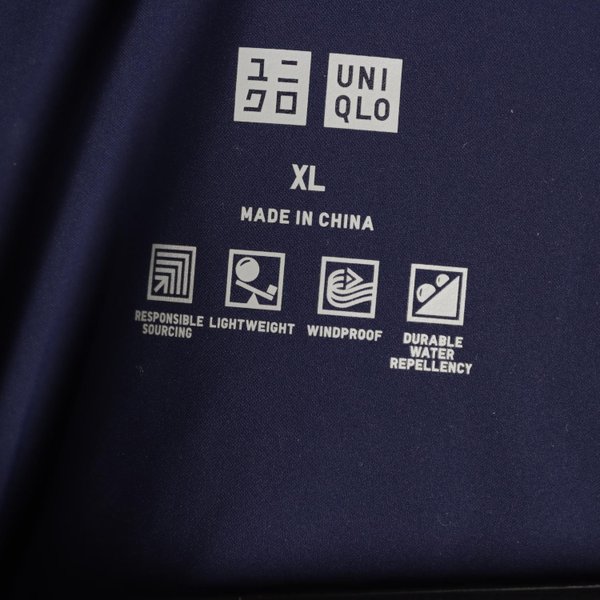 ユニ
クロ
UNI
QLO
XL
MADE IN CHINA
RESPONSIBLE
SOURCING
LIGHTWEIGHT
WINDPROOF
DURABLE
WATER
REPELLENCY